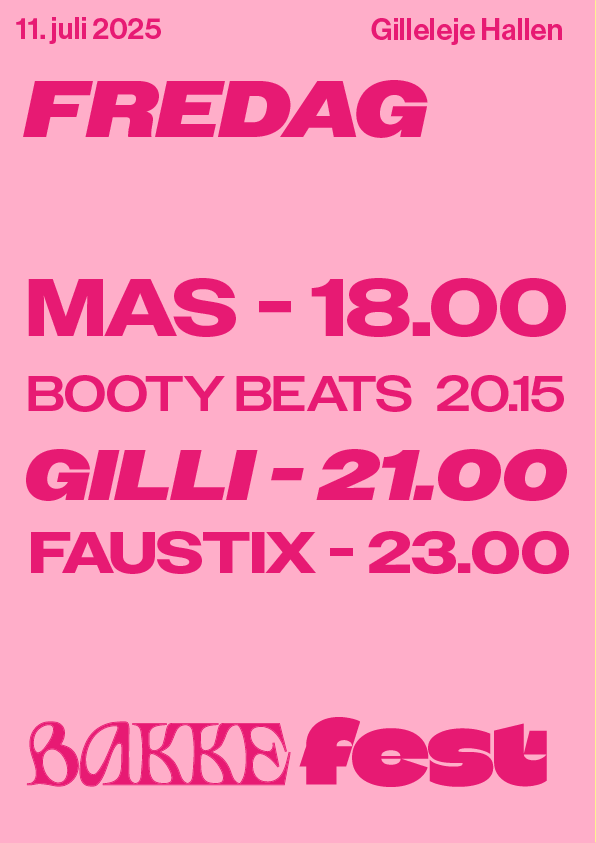 11. juli 2025 Gilleleje Hallen
FREDAG
MAS - 18.00
BOOTY BEATS 20.15
GILLI - 21.00
FAUSTIX - 23.00
BAKKE fest